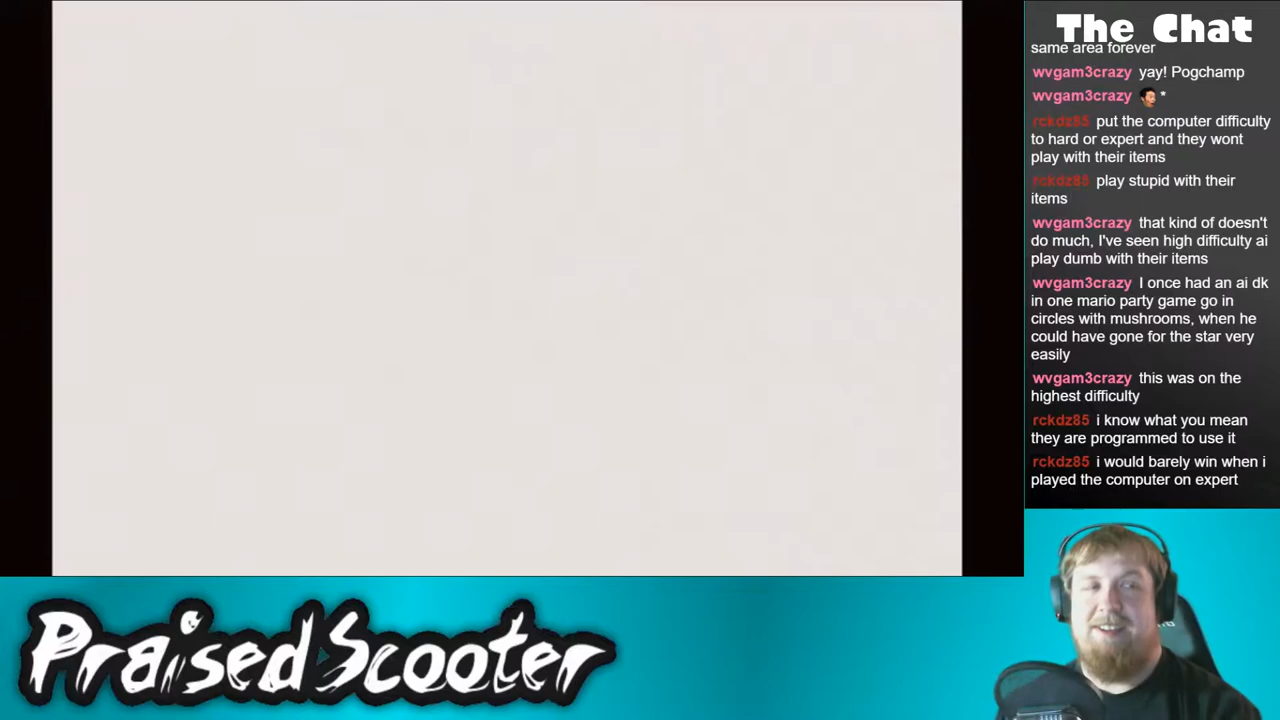 The Chat
same area forever
wvgam3crazy yay! Pogchamp
wvgam3crazy *
rckdz85 put the computer difficulty
to hard or expert and they wont
play with their items
rckdz85 play stupid with their
items
wvgam3crazy that kind of doesn't
do much, I've seen high difficulty ai
play dumb with their items
wvgam3crazy I once had an ai dk
in one mario party game go in
circles with mushrooms, when he
could have gone for the star very
easily
wvgam3crazy this was on the
highest difficulty
rckdz85 i know what you mean
they are programmed to use it
rckdz85 i would barely win when i
played the computer on expert
PraisedScooter